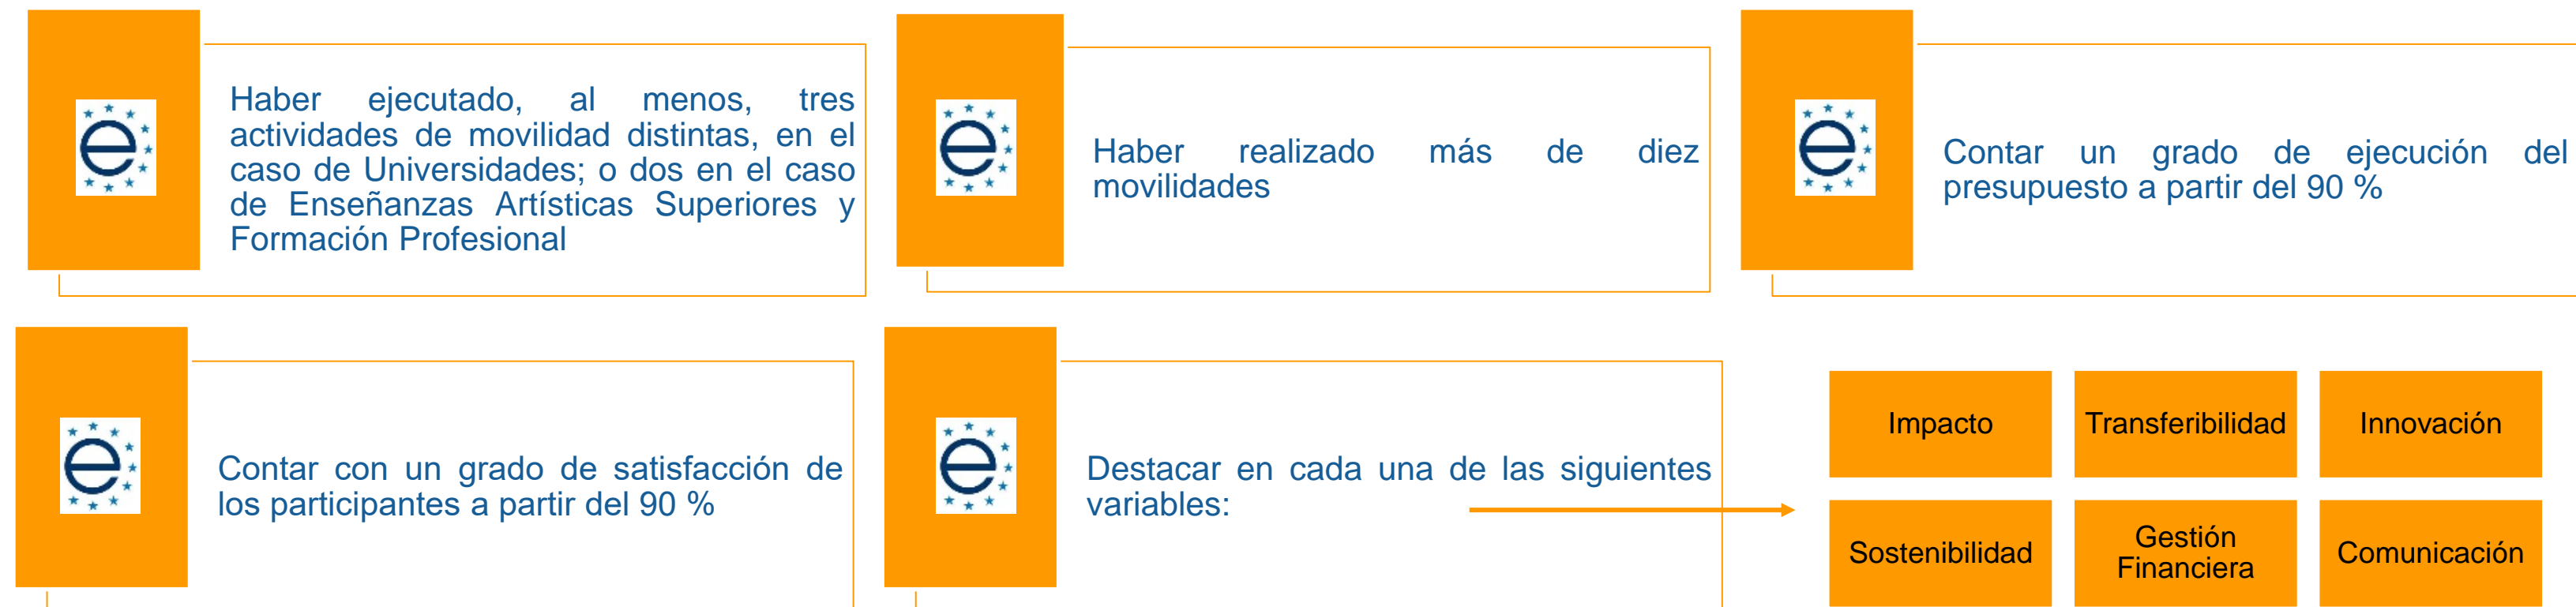 Haber ejecutado, al menos, tres
actividades de movilidad distintas, en el
caso de Universidades; o dos en el caso
de Enseñanzas Artísticas Superiores y
Formación Profesional
Haber realizado más de diez
movilidades
Contar un grado de ejecución del
presupuesto a partir del 90 %
Contar con un grado de satisfacción de
los participantes a partir del 90 %
Destacar en cada una de las siguientes
variables:
Impacto
Transferibilidad
Innovación
Sostenibilidad
Gestión
Financiera
Comunicación